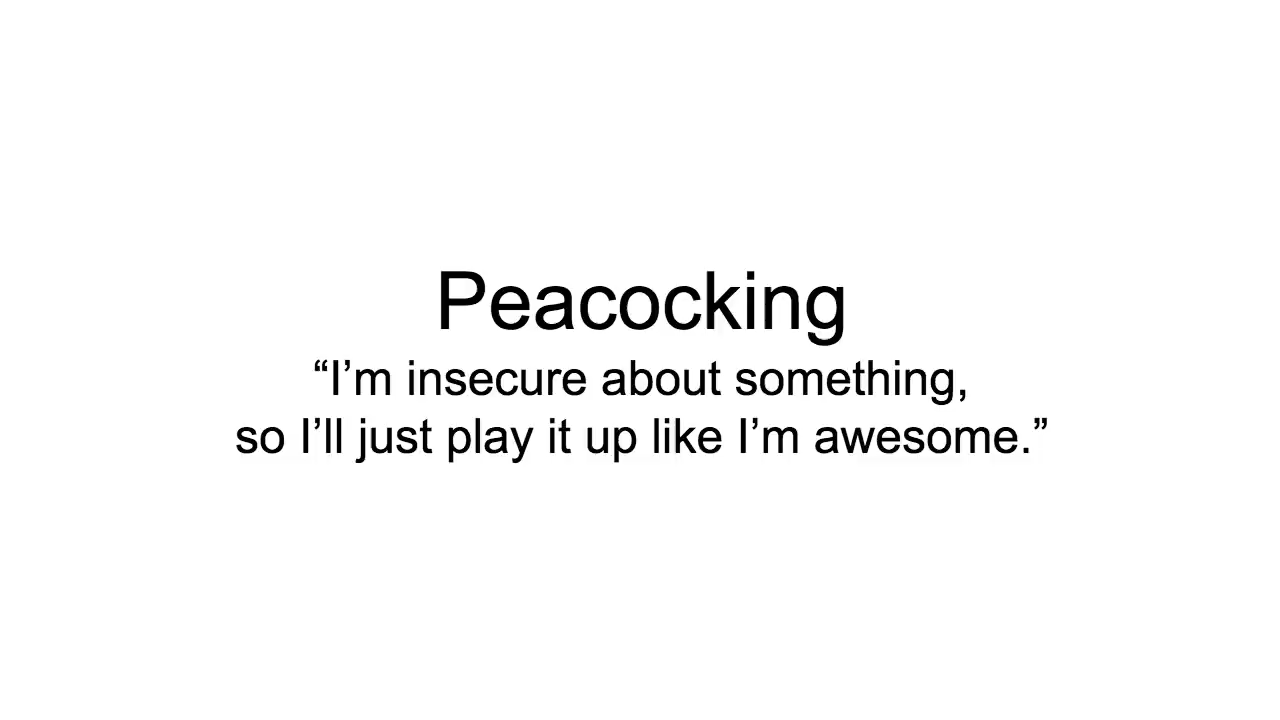 Peacocking
“I’m insecure about something,
so I’ll just play it up like I’m awesome.”